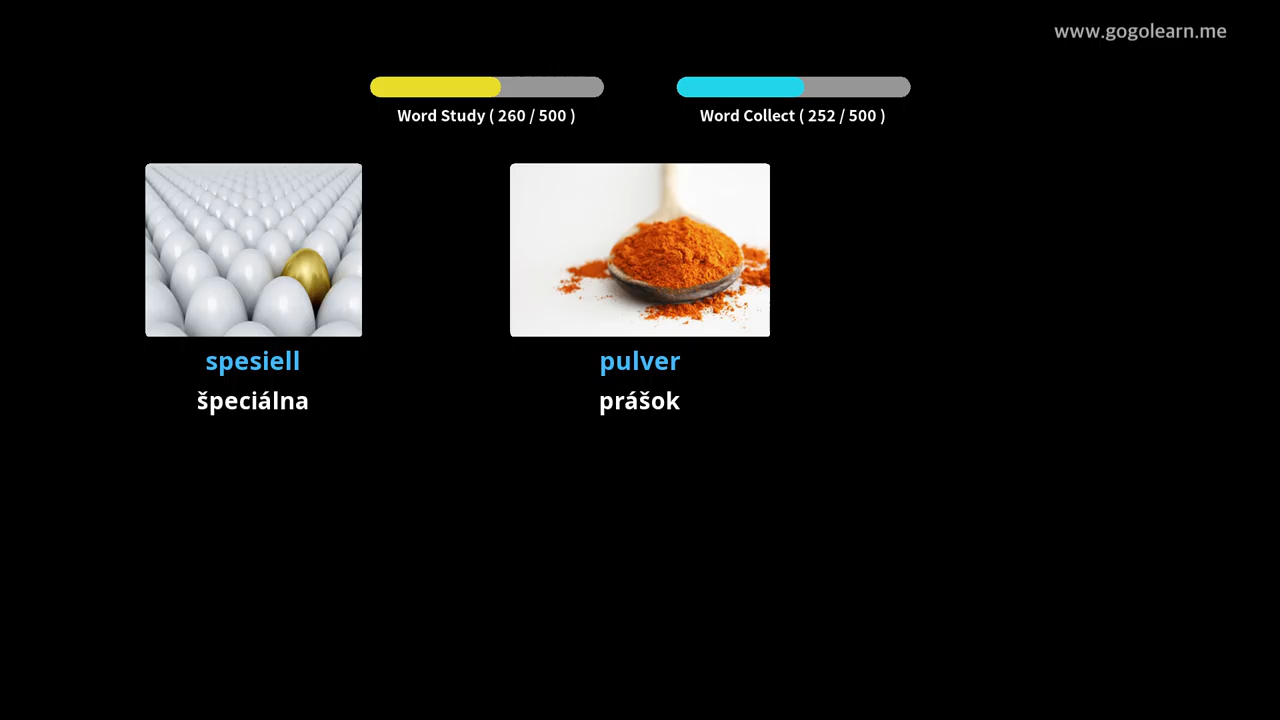 www.gogolearn.me
Word Study ( 260 / 500 )
Word Collect ( 252 / 500 )
spesiell
špeciálna
pulver
prášok